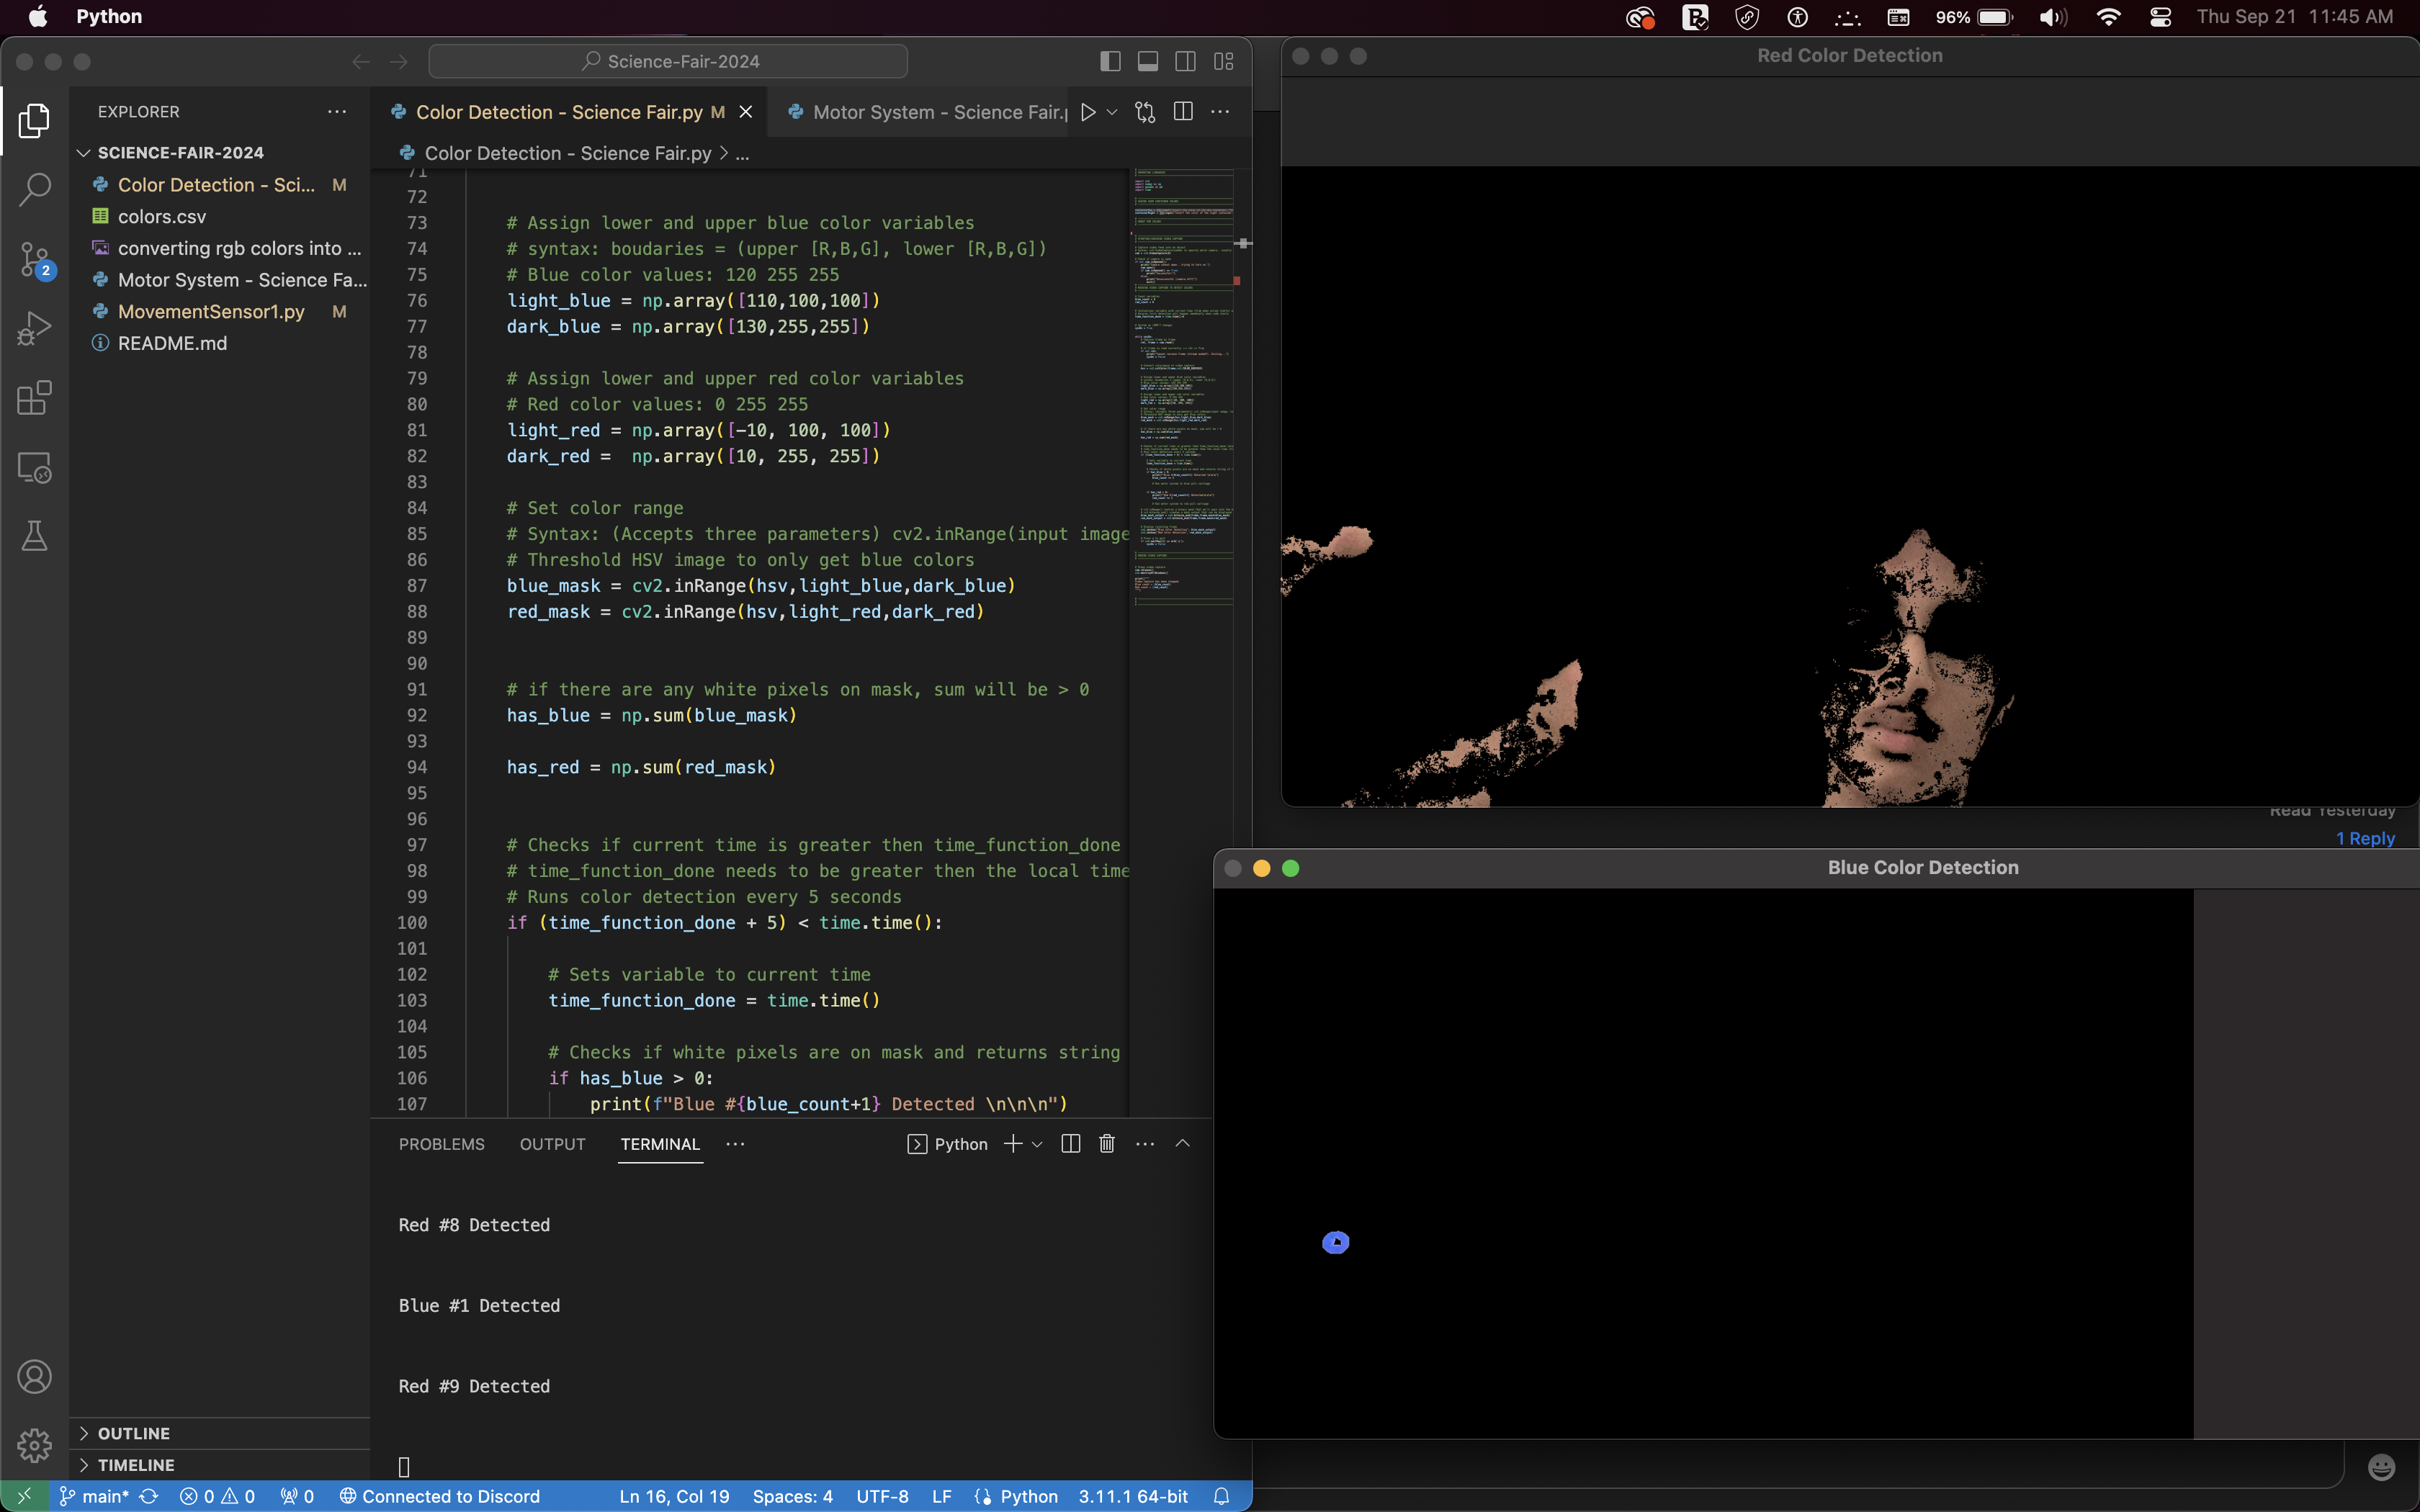 Python
96%
Thu Sep 21 11:45 AM
Science-Fair-2024
EXPLORER
SCIENCE-FAIR-2024
Color Detection - Sci... M
colors.csv
converting rgb colors into ...
Motor System - Science Fa...
MovementSensor1.py M
README.md
2
OUTLINE
TIMELINE
Color Detection - Science Fair.py M
Motor System - Science Fair.p
Color Detection - Science Fair.py > ...
71
72
73 # Assign lower and upper blue color variables
74 # syntax: boudaries = (upper [R,B,G], lower [R,B,G])
75 # Blue color values: 120 255 255
76 light_blue = np.array([110,100,100])
77 dark_blue = np.array([130,255,255])
78
79 # Assign lower and upper red color variables
80 # Red color values: 0 255 255
81 light_red = np.array([-10, 100, 100])
82 dark_red =  np.array([10, 255, 255])
83
84 # Set color range
85 # Syntax: (Accepts three parameters) cv2.inRange(input image
86 # Threshold HSV image to only get blue colors
87 blue_mask = cv2.inRange(hsv,light_blue,dark_blue)
88 red_mask = cv2.inRange(hsv,light_red,dark_red)
89
90
91 # if there are any white pixels on mask, sum will be > 0
92 has_blue = np.sum(blue_mask)
93
94 has_red = np.sum(red_mask)
95
96
97 # Checks if current time is greater then time_function_done
98 # time_function_done needs to be greater then the local time
99 # Runs color detection every 5 seconds
100 if (time_function_done + 5) < time.time():
101
102 # Sets variable to current time
103 time_function_done = time.time()
104
105 # Checks if white pixels are on mask and returns string
106 if has_blue > 0:
107 print(f"Blue #{blue_count+1} Detected \n\n\n")
PROBLEMS OUTPUT TERMINAL ... Python
Red #8 Detected
Blue #1 Detected
Red #9 Detected
main* 0 0 0 Connected to Discord Ln 16, Col 19 Spaces: 4 UTF-8 LF Python 3.11.1 64-bit
Red Color Detection
Read Yesterday
1 Reply
Blue Color Detection